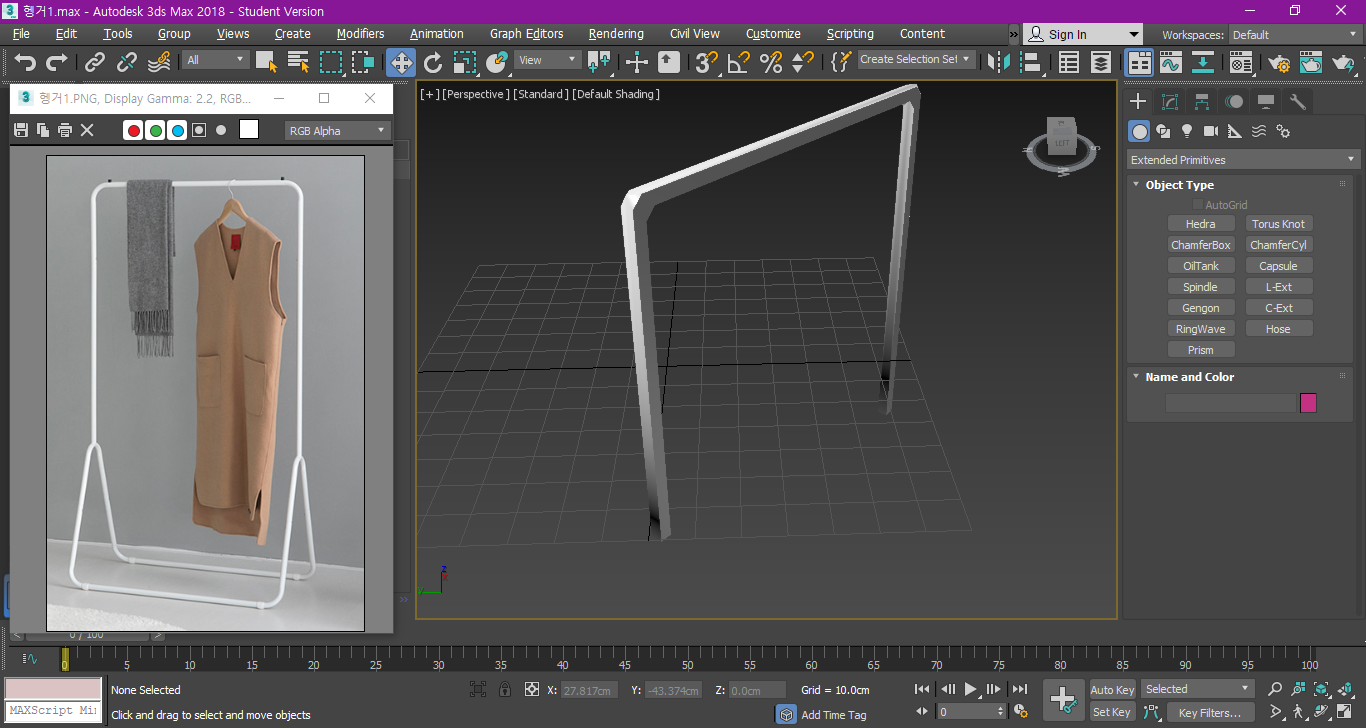 3 MAX 행거1.max - Autodesk 3ds Max 2018 - Student Version
File Edit Tools Group Views Create Modifiers Animation Graph Editors Rendering Civil View Customize Scripting Content » Sign In Workspaces: Default
All View Create Selection Set
행거1.PNG, Display Gamma: 2.2, RGB...
RGB Alpha
[+] [Perspective] [Standard] [Default Shading]
LEFT
Extended Primitives
Object Type
AutoGrid
Hedra Torus Knot
ChamferBox ChamferCyl
OilTank Capsule
Spindle L-Ext
Gengon C-Ext
RingWave Hose
Prism
Name and Color
0 / 100
0 5 10 15 20 25 30 35 40 45 50 55 60 65 70 75 80 85 90 95 100
None Selected X: 27.817cm Y: -43.374cm Z: 0.0cm Grid = 10.0cm Auto Key Selected
MAXScript Min Click and drag to select and move objects Add Time Tag 0 Set Key Key Filters...